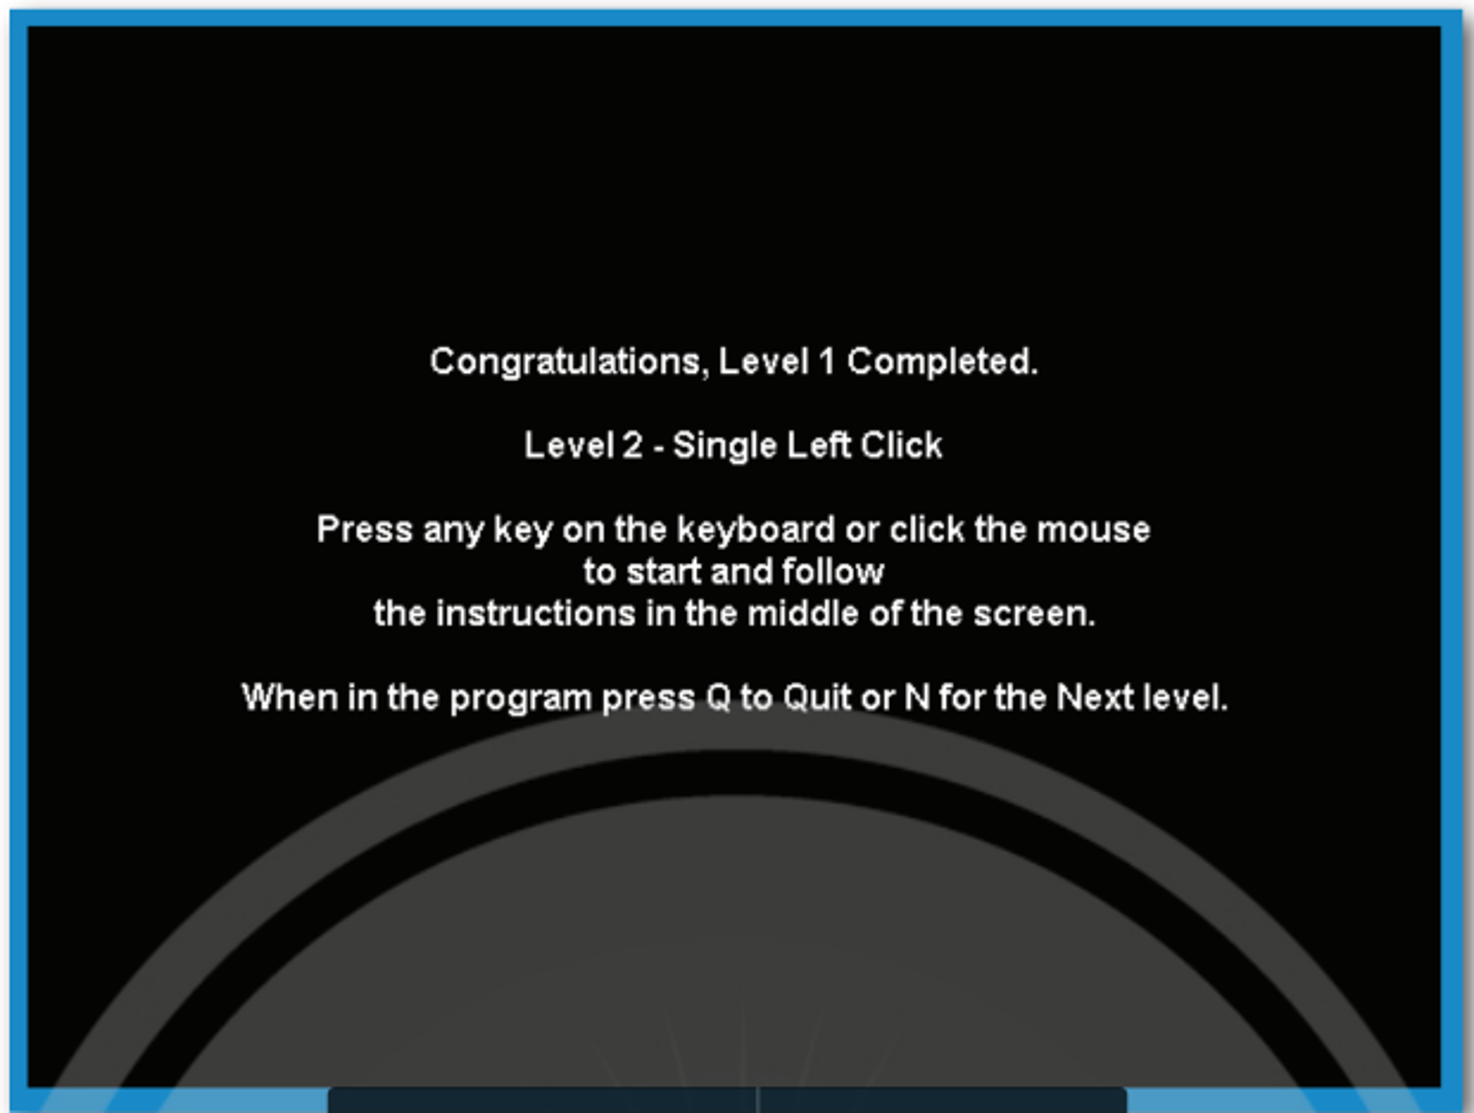 Congratulations, Level 1 Completed.
Level 2 - Single Left Click
Press any key on the keyboard or click the mouse
to start and follow
the instructions in the middle of the screen.
When in the program press Q to Quit or N for the Next level.